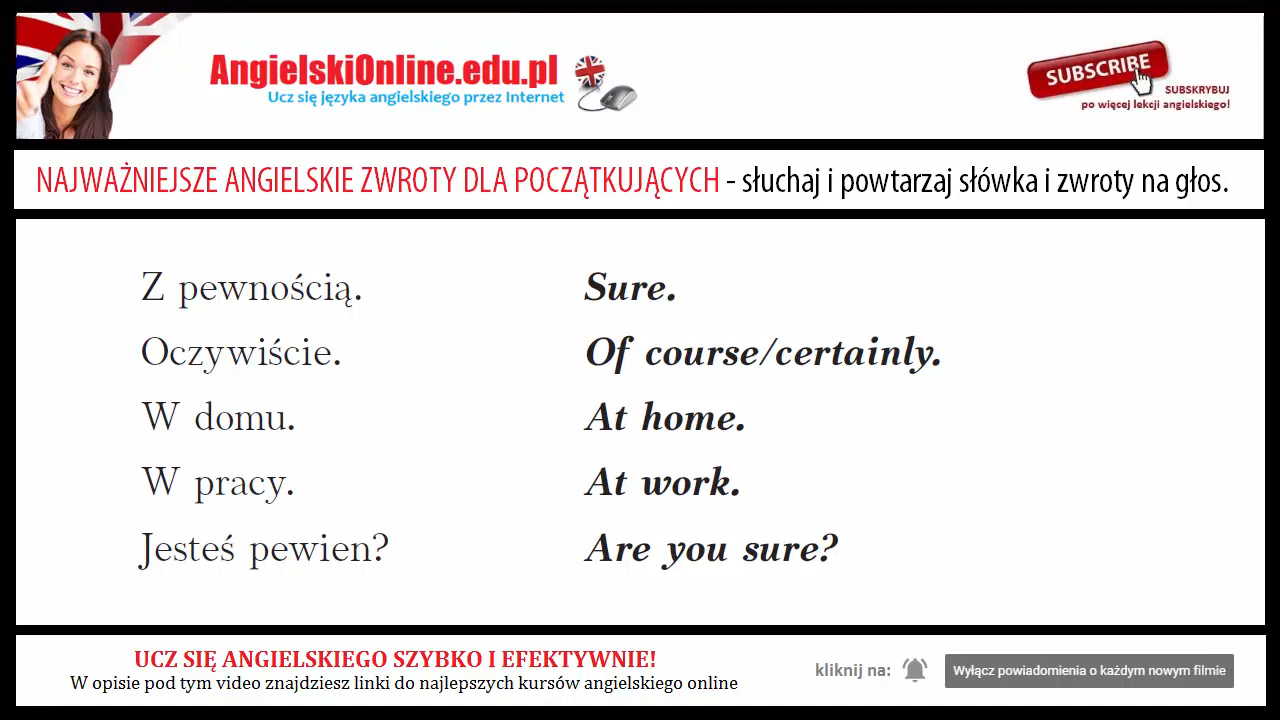 AngielskiOnline.edu.pl
Ucz się języka angielskiego przez Internet
SUBSCRIBE
SUBSKRYBUJ
po więcej lekcji angielskiego!
NAJWAŻNIEJSZE ANGIELSKIE ZWROTY DLA POCZĄTKUJĄCYCH - słuchaj i powtarzaj słówka i zwroty na głos.
Z pewnością. Sure.
Oczywiście. Of course/certainly.
W domu. At home.
W pracy. At work.
Jesteś pewien? Are you sure?
UCZ SIĘ ANGIELSKIEGO SZYBKO I EFEKTYWNIE!
W opisie pod tym video znajdziesz linki do najlepszych kursów angielskiego online
kliknij na: Wyłącz powiadomienia o każdym nowym filmie